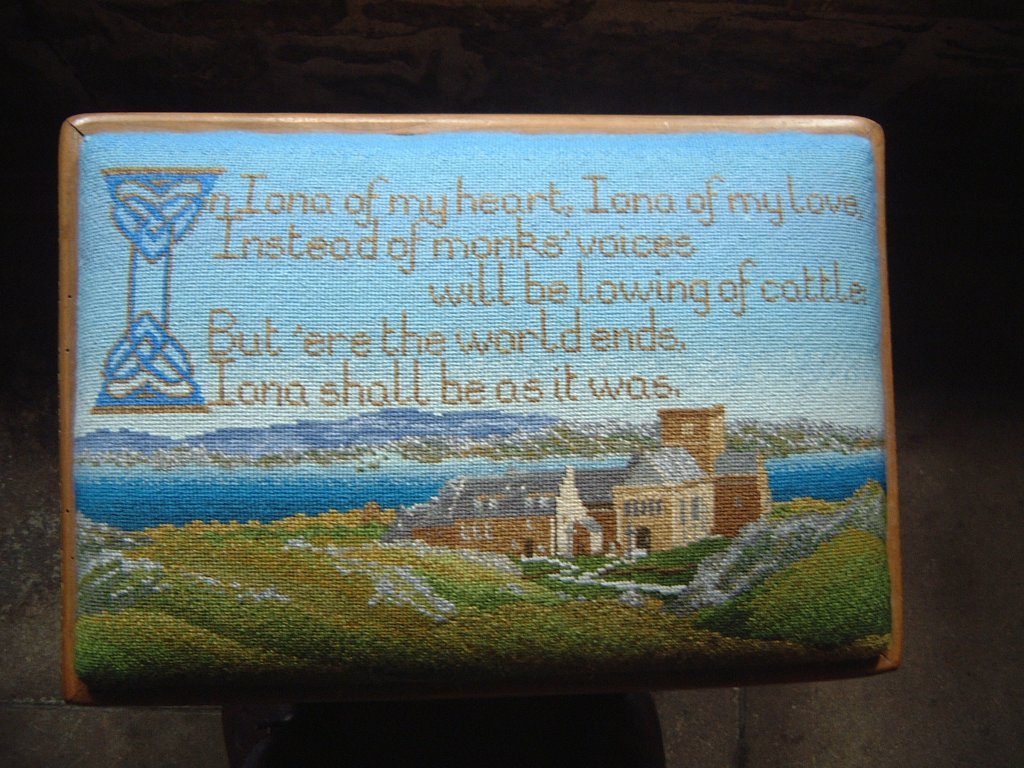 In Iona of my heart, Iona of my love,
Instead of monks' voices
will be lowing of cattle:
But 'ere the world ends,
Iona shall be as it was.